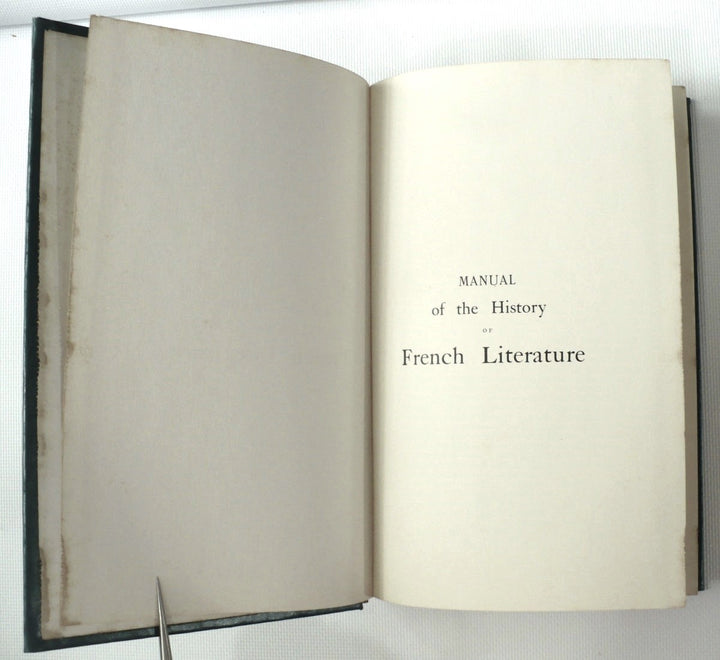 MANUAL
of the History
OF
French Literature